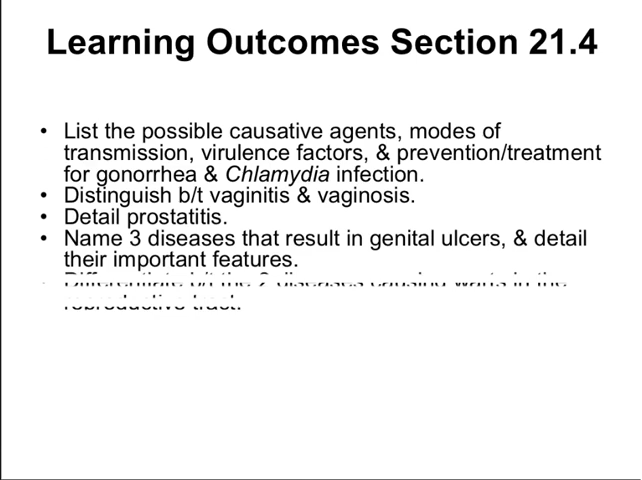 Learning Outcomes Section 21.4
• List the possible causative agents, modes of
transmission, virulence factors, & prevention/treatment
for gonorrhea & Chlamydia infection.
• Distinguish b/t vaginitis & vaginosis.
• Detail prostatitis.
• Name 3 diseases that result in genital ulcers, & detail
their important features.
Differentiate b/t the 2 diseases causing warts in the
reproductive tract.